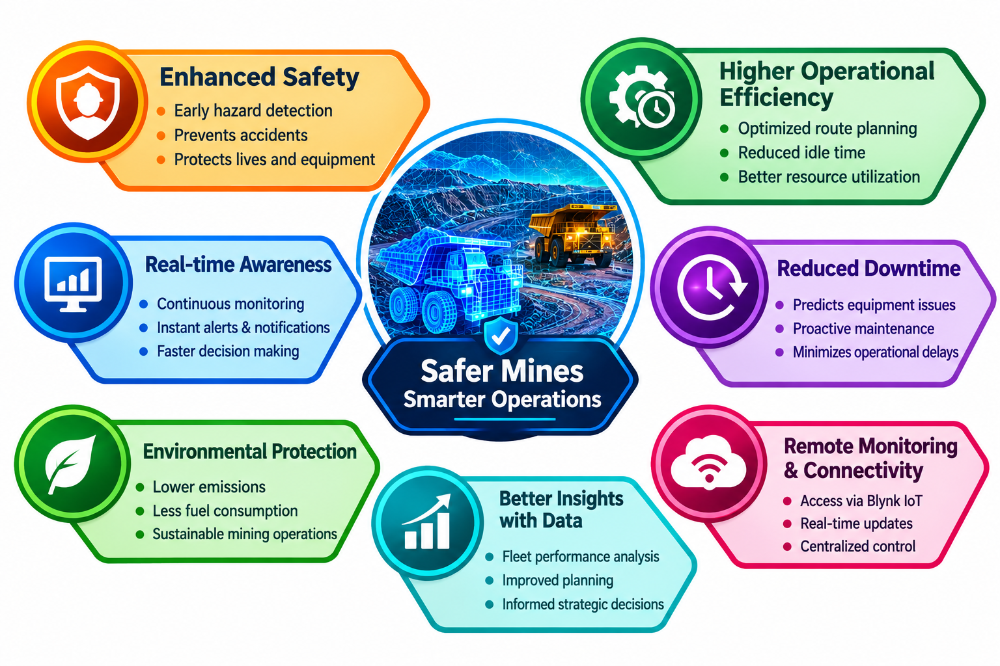 Enhanced Safety
Early hazard detection
Prevents accidents
Protects lives and equipment
Higher Operational
Efficiency
Optimized route planning
Reduced idle time
Better resource utilization
Real-time Awareness
Continuous monitoring
Instant alerts & notifications
Faster decision making
Safer Mines
Smarter Operations
Reduced Downtime
Predicts equipment issues
Proactive maintenance
Minimizes operational delays
Environmental Protection
Lower emissions
Less fuel consumption
Sustainable mining operations
Better Insights
with Data
Fleet performance analysis
Improved planning
Informed strategic decisions
Remote Monitoring
& Connectivity
Access via Blynk IoT
Real-time updates
Centralized control